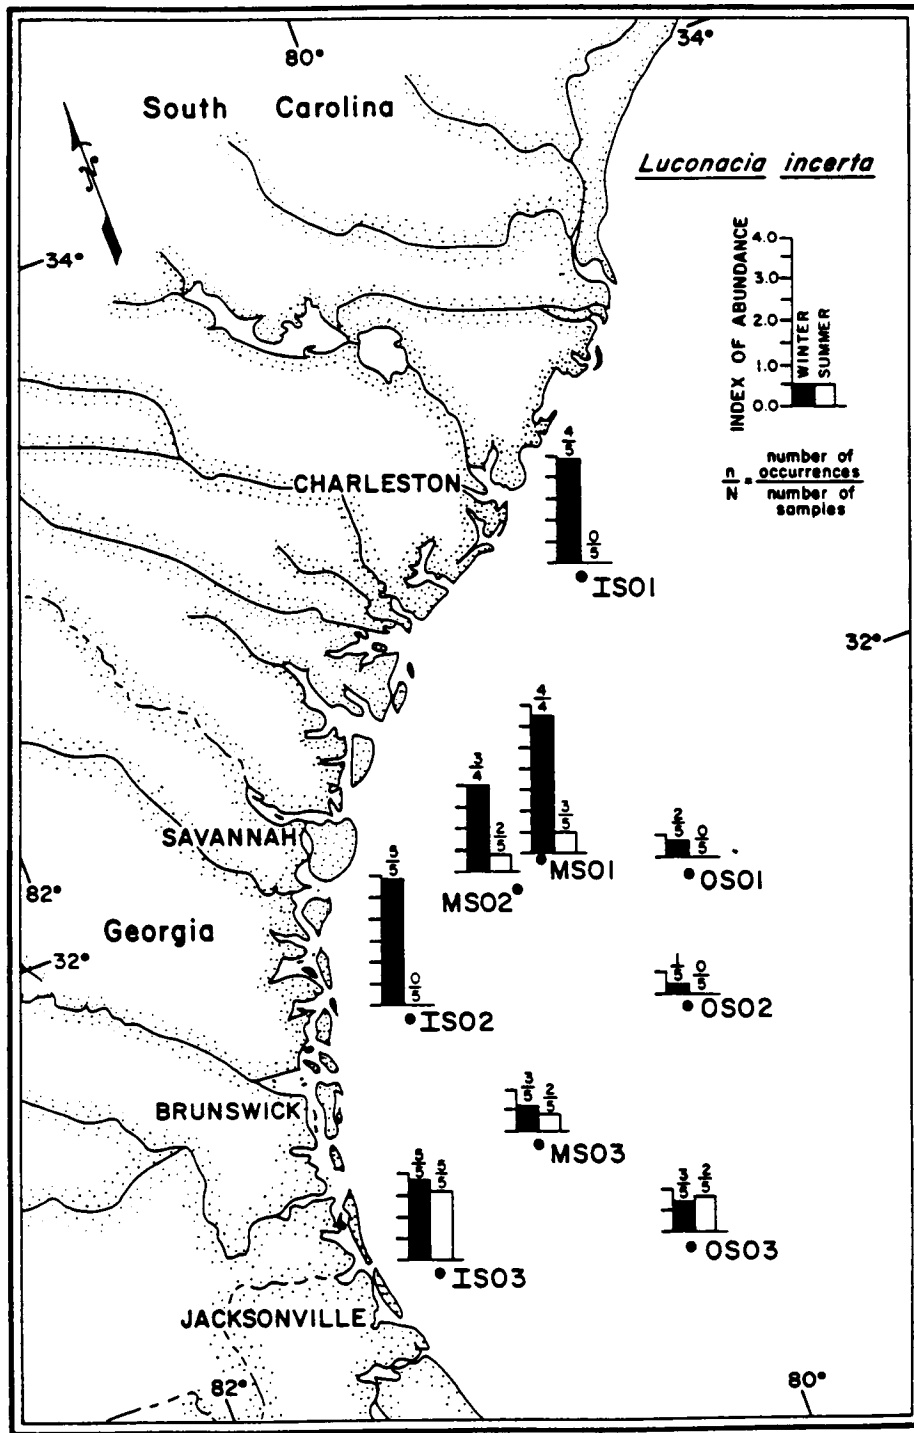 80°
34°
South Carolina
N
Luconacia incerta
34°
INDEX OF ABUNDANCE
4.0
3.0
2.0
1.0
0.0
WINTER
SUMMER
n/N = number of occurrences / number of samples
CHARLESTON
4/5
0/5
IS01
32°
4/4
3/5
MS01
3/4
2/5
MS02
2/5
0/5
OS01
SAVANNAH
82°
Georgia
5/5
0/5
IS02
1/5
0/5
OS02
32°
BRUNSWICK
3/5
2/5
MS03
5/5
5/5
IS03
3/5
2/5
OS03
JACKSONVILLE
82°
80°